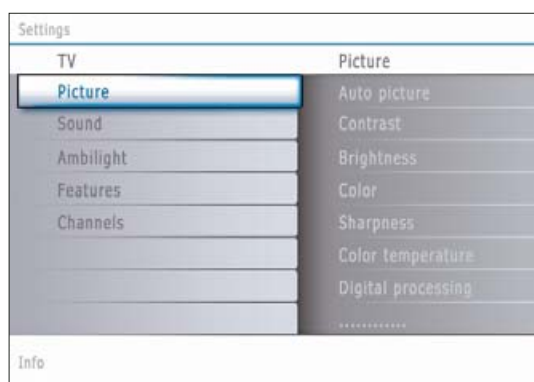 Settings
TV
Picture
Sound
Ambilight
Features
Channels
Picture
Auto picture
Contrast
Brightness
Color
Sharpness
Color temperature
Digital processing
............
Info